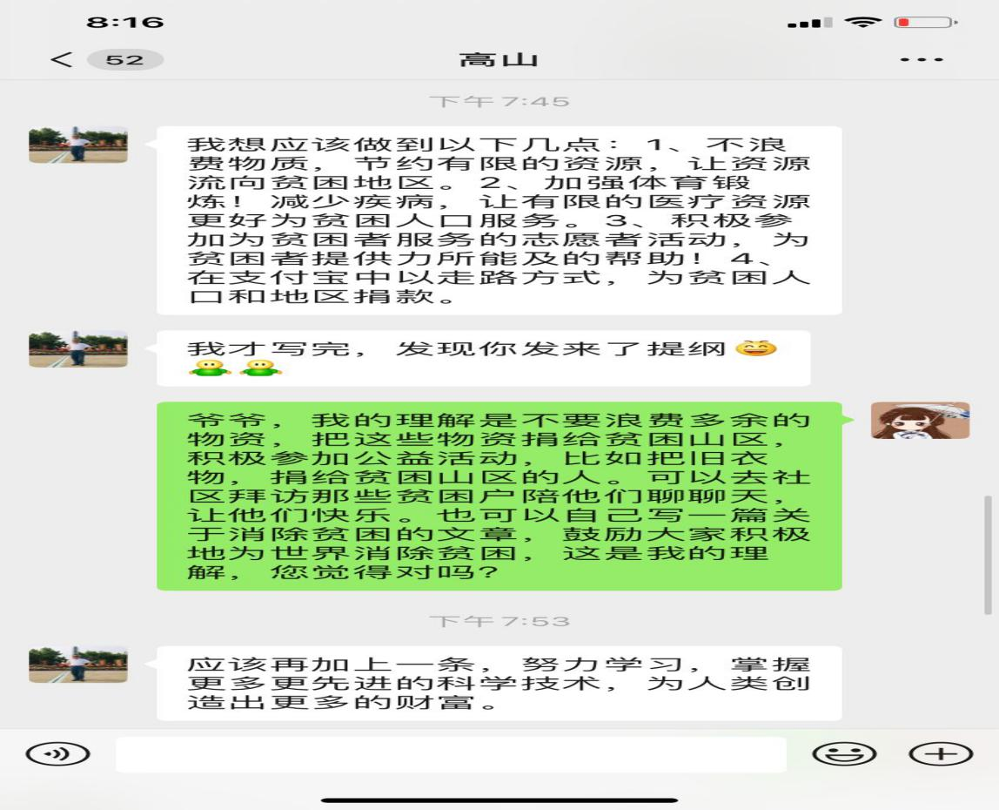 8:16
52
高山
下午 7:45
我想应该做到以下几点：1、不浪
费物质，节约有限的资源，让资源
流向贫困地区。2、加强体育锻
炼！减少疾病，让有限的医疗资源
更好为贫困人口服务。3、积极参
加为贫困者服务的志愿者活动，为
贫困者提供力所能及的帮助！4、
在支付宝中以走路方式，为贫困人
口和地区捐款。
我才写完，发现你发来了提纲
爷爷，我的理解是不要浪费多余的
物资，把这些物资捐给贫困山区，
积极参加公益活动，比如把旧衣
物，捐给贫困山区的人。可以去社
区拜访那些贫困户陪他们聊聊天，
让他们快乐。也可以自己写一篇关
于消除贫困的文章，鼓励大家积极
地为世界消除贫困，这是我的理
解，您觉得对吗？
下午 7:53
应该再加上一条，努力学习，掌握
更多更先进的科学技术，为人类创
造出更多的财富。